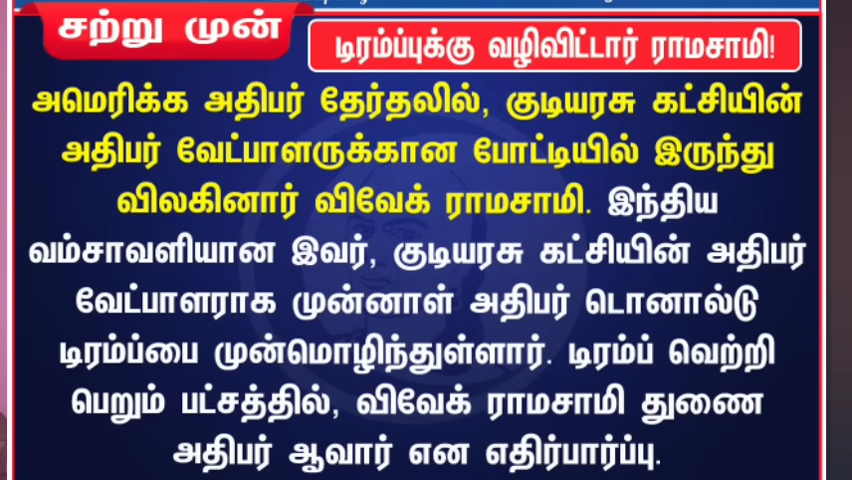 சற்று முன்
டிரம்ப்புக்கு வழிவிட்டார் ராமசாமி!
அமெரிக்க அதிபர் தேர்தலில், குடியரசு கட்சியின்
அதிபர் வேட்பாளருக்கான போட்டியில் இருந்து
விலகினார் விவேக் ராமசாமி. இந்திய
வம்சாவளியான இவர், குடியரசு கட்சியின் அதிபர்
வேட்பாளராக முன்னாள் அதிபர் டொனால்டு
டிரம்ப்பை முன்மொழிந்துள்ளார். டிரம்ப் வெற்றி
பெறும் பட்சத்தில், விவேக் ராமசாமி துணை
அதிபர் ஆவார் என எதிர்பார்ப்பு.